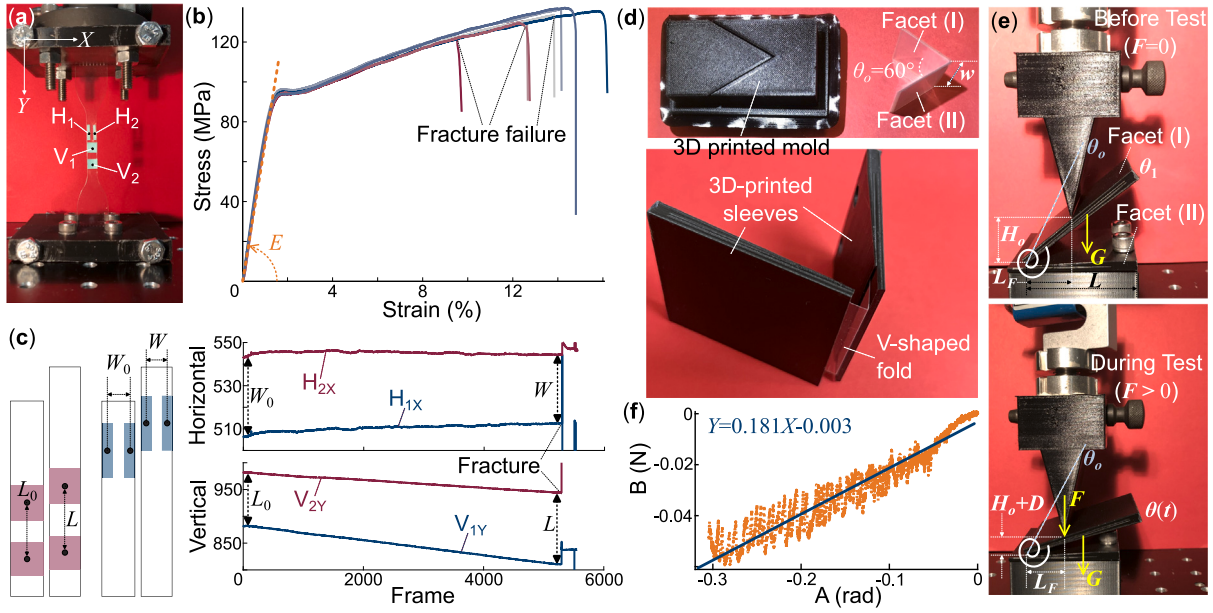 (a)
X
Y
H1
H2
V1
V2
(b)
Stress (MPa)
120
80
40
0
E
Fracture failure
0
2
4
8
12
16
Strain (%)
(c)
W0
W
L0
L
Horizontal
550
530
510
H2X
H1X
W0
W
Fracture
Vertical
950
850
V2Y
V1Y
L0
L
0
2000
4000
6000
Frame
(d)
Facet (I)
θo=60°
w
Facet (II)
3D printed mold
3D-printed
sleeves
V-shaped
fold
(e)
Before Test
(F=0)
Facet (I)
θo
θ1
Facet (II)
Ho
G
LF
L
During Test
(F > 0)
θo
Ho+D
F
θ(t)
G
LF
(f)
Y=0.181X-0.003
B (N)
0
-0.02
-0.04
-0.3
-0.2
-0.1
0
A (rad)